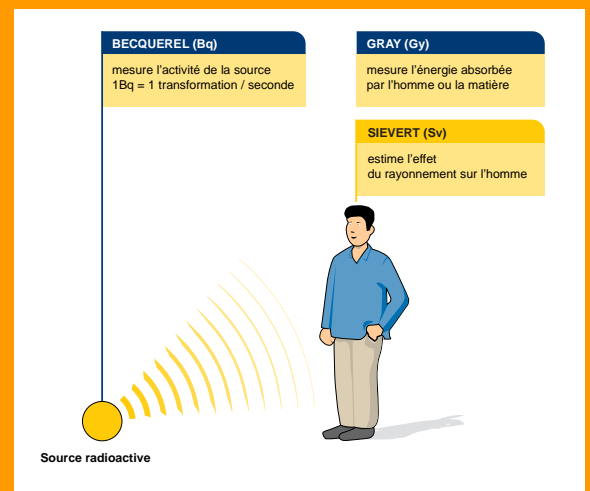 BECQUEREL (Bq)
mesure l'activité de la source
1Bq = 1 transformation / seconde
GRAY (Gy)
mesure l'énergie absorbée
par l'homme ou la matière
SIEVERT (Sv)
estime l'effet
du rayonnement sur l'homme
Source radioactive